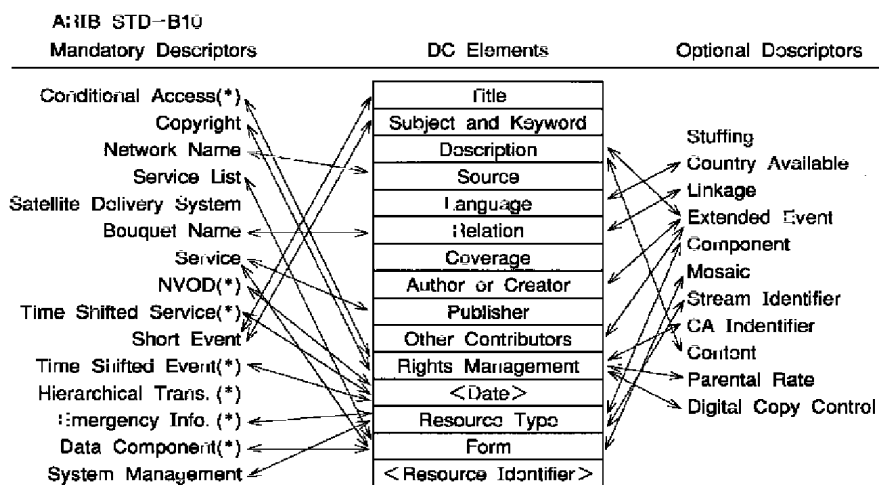 ARIB STD-B10
Mandatory Descriptors
DC Elements
Optional Descriptors
Conditional Access(*)
Copyright
Network Name
Service List
Satellite Delivery System
Bouquet Name
Service
NVOD(*)
Time Shifted Service(*)
Short Event
Time Shifted Event(*)
Hierarchical Trans. (*)
Emergency Info. (*)
Data Component(*)
System Management
Title
Subject and Keyword
Description
Source
Language
Relation
Coverage
Author or Creator
Publisher
Other Contributors
Rights Management
<Date>
Resource Type
Form
<Resource Identifier>
Stuffing
Country Available
Linkage
Extended Event
Component
Mosaic
Stream Identifier
CA Indentifier
Content
Parental Rate
Digital Copy Control